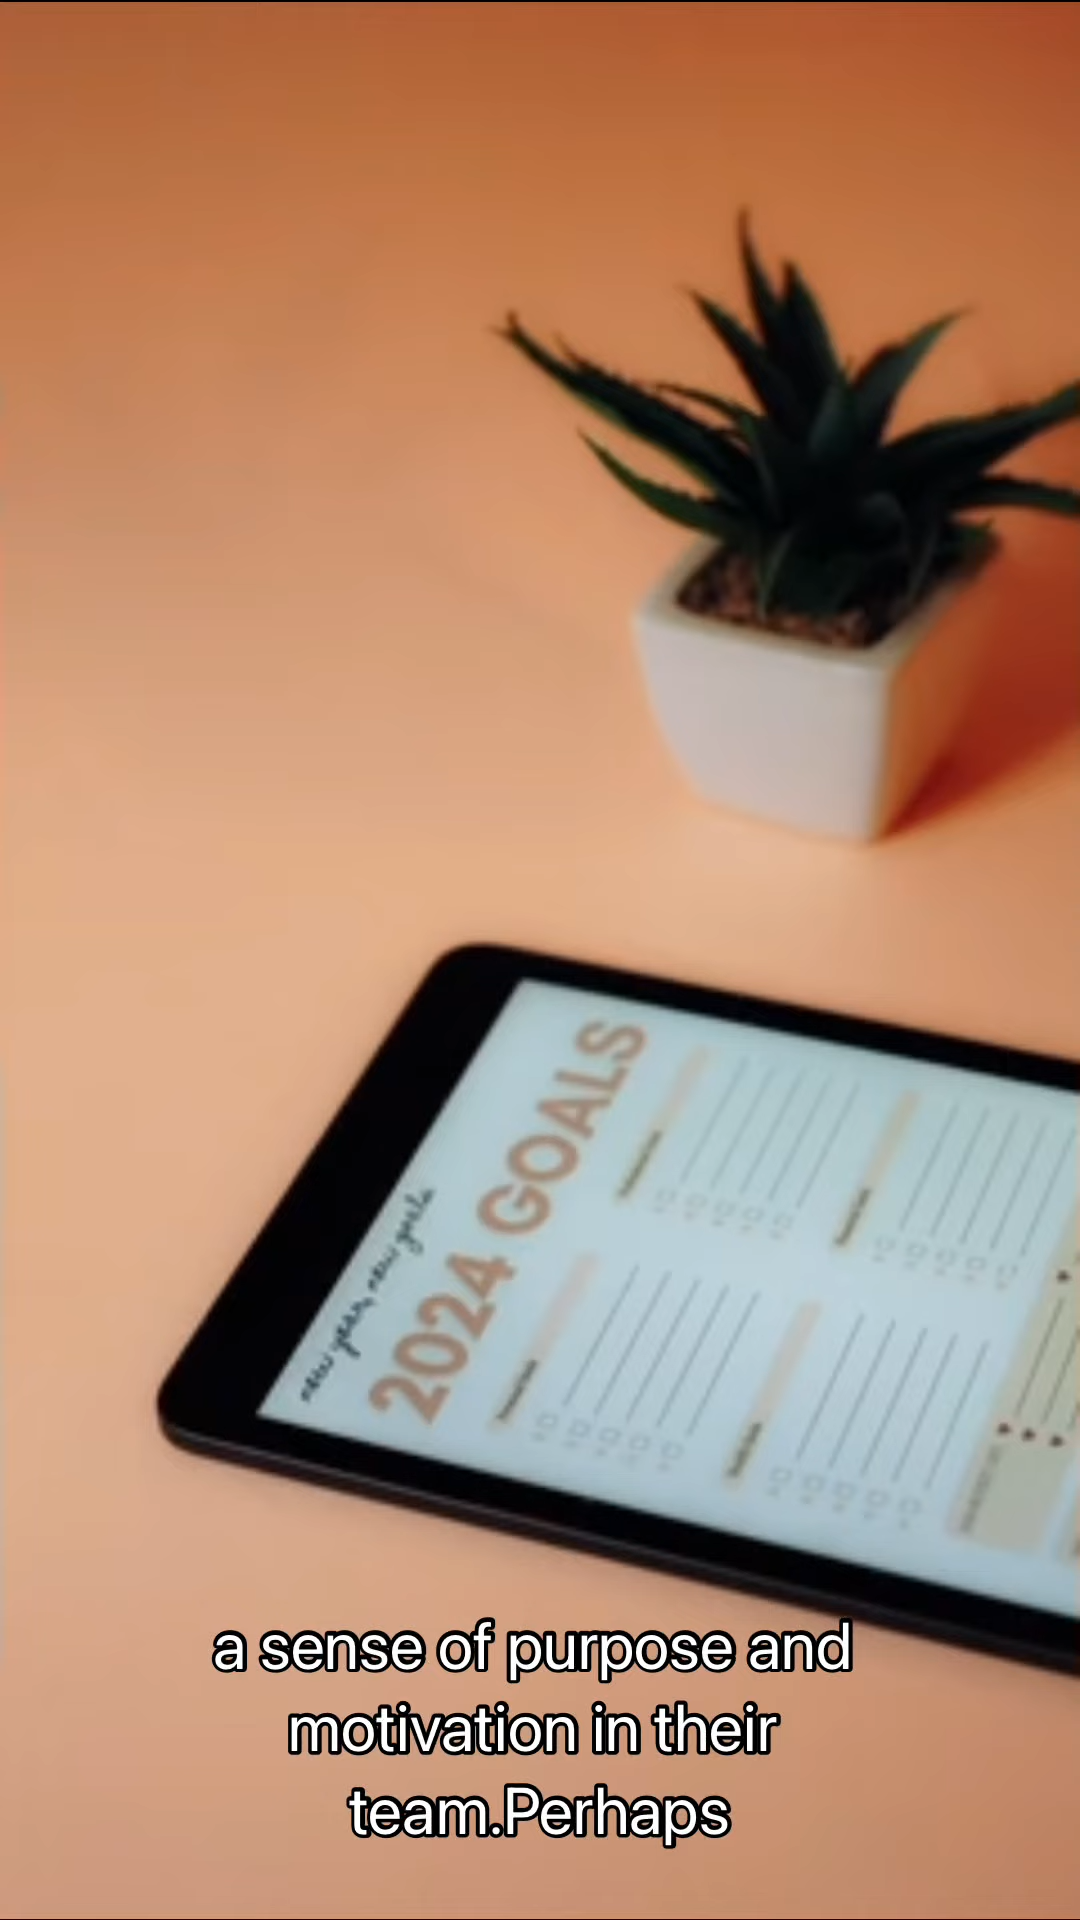 new year, new goals
2024 GOALS
a sense of purpose and
motivation in their
team.Perhaps